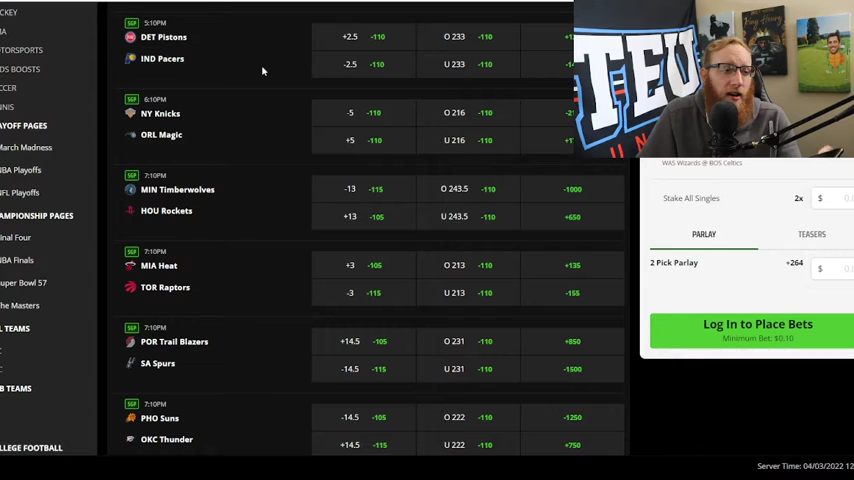 CKEY
BA
OTORSPORTS
DS BOOSTS
CCER
NNIS
AYOFF PAGES
March Madness
NBA Playoffs
NFL Playoffs
AMPIONSHIP PAGES
inal Four
BA Finals
uper Bowl 57
he Masters
L TEAMS
C
C
B TEAMS
LLEGE FOOTBALL
SGP 5:10PM
DET Pistons +2.5 -110 O 233 -110
IND Pacers -2.5 -110 U 233 -110
SGP 6:10PM
NY Knicks -5 -110 O 216 -110
ORL Magic +5 -110 U 216 -110
SGP 7:10PM
MIN Timberwolves -13 -115 O 243.5 -110 -1000
HOU Rockets +13 -105 U 243.5 -110 +650
SGP 7:10PM
MIA Heat +3 -105 O 213 -110 +135
TOR Raptors -3 -115 U 213 -110 -155
SGP 7:10PM
POR Trail Blazers +14.5 -105 O 231 -110 +850
SA Spurs -14.5 -115 U 231 -110 -1500
SGP 7:10PM
PHO Suns -14.5 -105 O 222 -110 -1250
OKC Thunder +14.5 -115 U 222 -110 +750
TEU
WAS Wizards @ BOS Celtics
Stake All Singles 2x $
PARLAY TEASERS
2 Pick Parlay +264 $
Log In to Place Bets
Minimum Bet: $0.10
Server Time: 04/03/2022 12